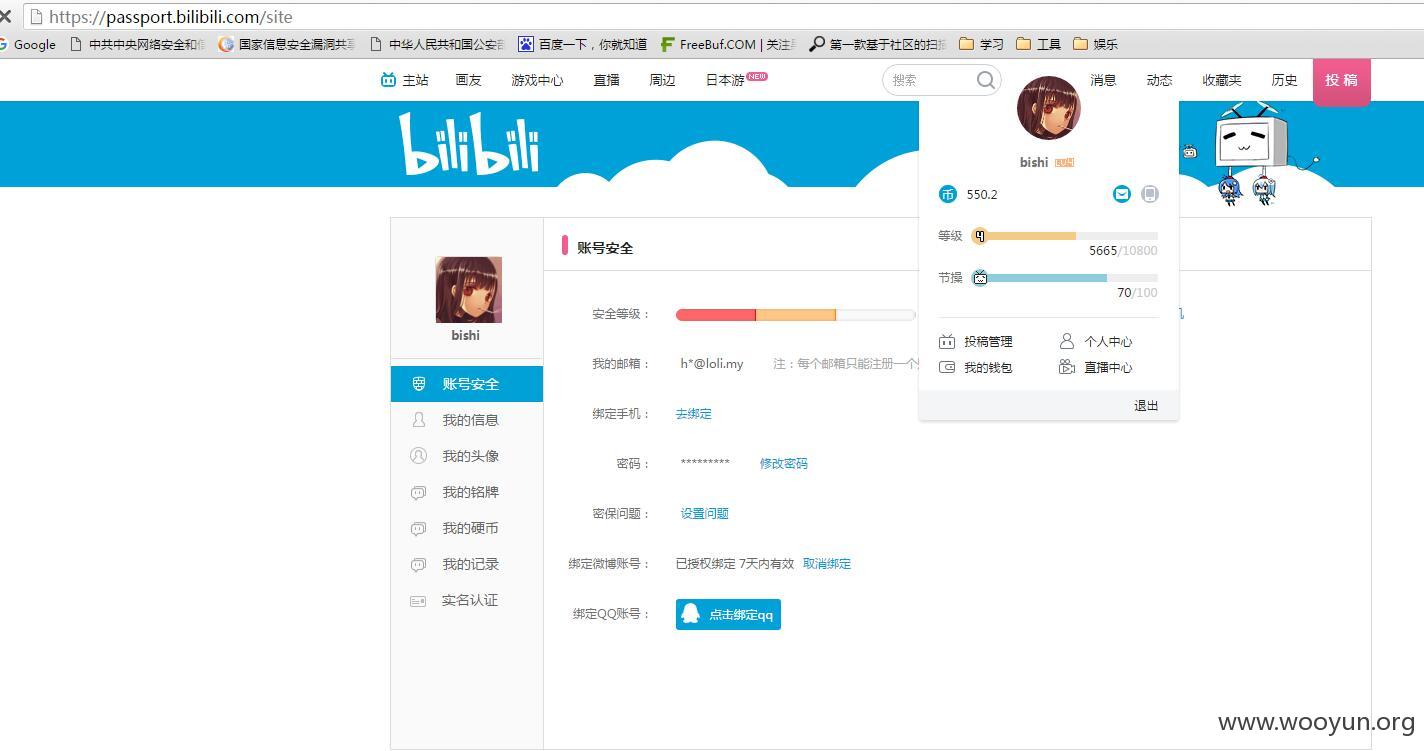 https://passport.bilibili.com/site
Google 中共中央网络安全和信 国家信息安全漏洞共享 中华人民共和国公安部 百度一下，你就知道 FreeBuf.COM | 关注 第一款基于社区的扫描 学习 工具 娱乐
主站 画友 游戏中心 直播 周边 日本游 NEW 搜索 消息 动态 收藏夹 历史 投稿
bilibili
bishi
币 550.2
等级 4
5665/10800
节操
70/100
投稿管理 个人中心
我的钱包 直播中心
退出
bishi
账号安全
我的信息
我的头像
我的铭牌
我的硬币
我的记录
实名认证
账号安全
安全等级：
我的邮箱： h*@loli.my 注：每个邮箱只能注册一个
绑定手机： 去绑定
密码： ********* 修改密码
密保问题： 设置问题
绑定微博账号： 已授权绑定 7天内有效 取消绑定
绑定QQ账号： 点击绑定qq
www.wooyun.org